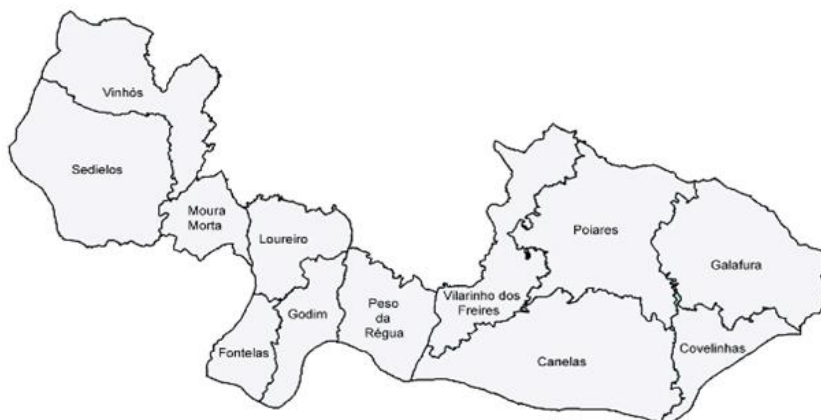 Vinhós
Sedielos
Moura
Morta
Loureiro
Poiares
Galafura
Vilarinho dos
Freires
Peso
da
Régua
Godim
Fontelas
Canelas
Covelinhas